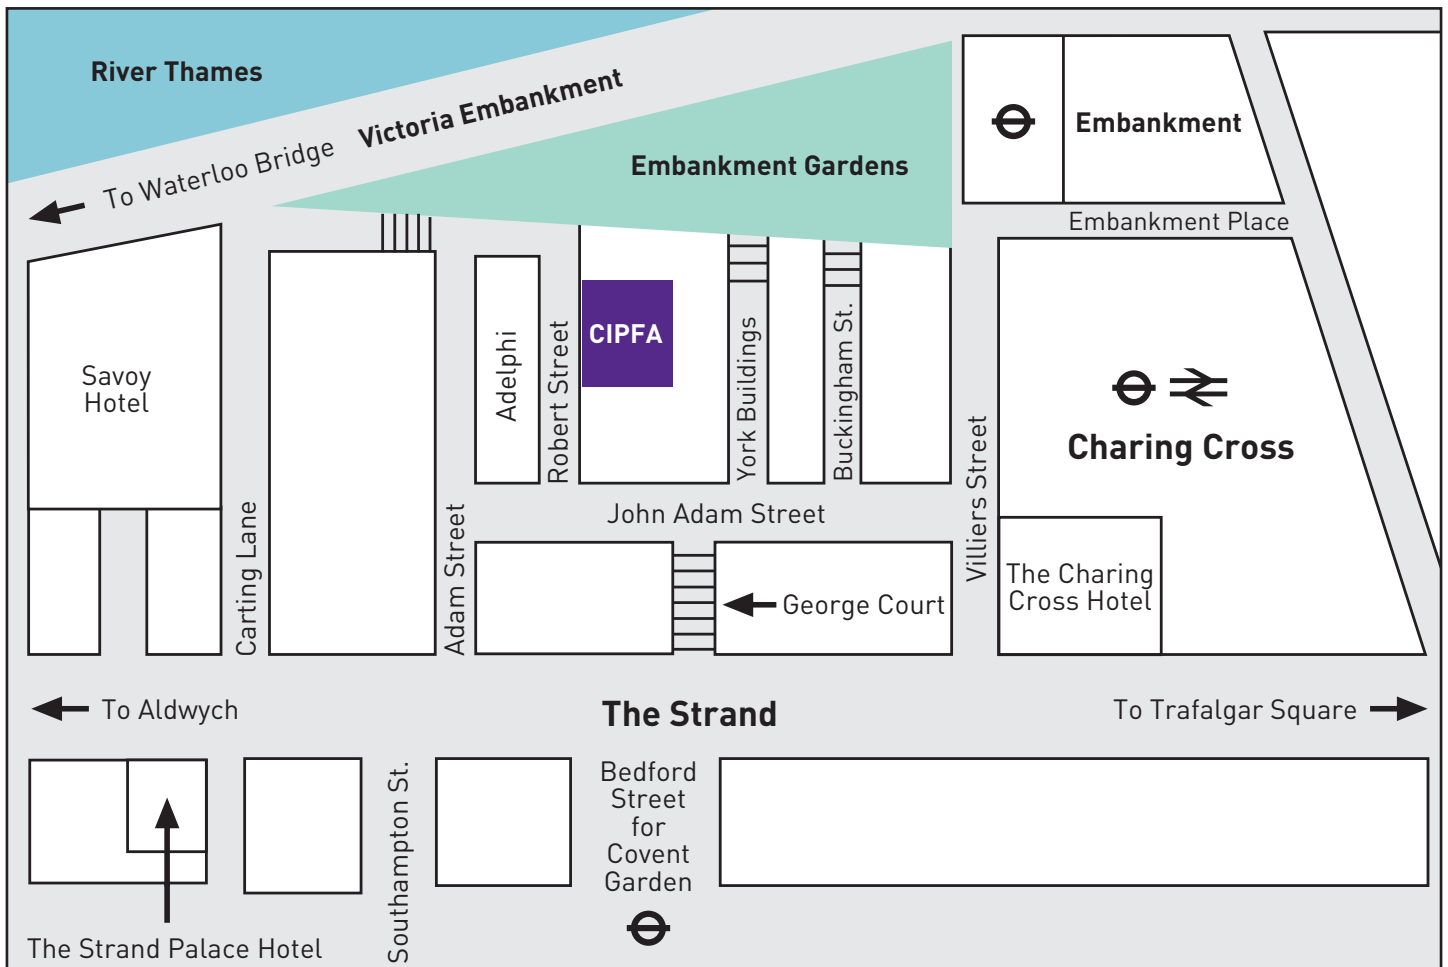 River Thames
Victoria Embankment
To Waterloo Bridge
Embankment Gardens
Embankment
Embankment Place
Savoy
Hotel
Adelphi
Robert Street
CIPFA
York Buildings
Buckingham St.
Villiers Street
Charing Cross
Carting Lane
Adam Street
John Adam Street
George Court
The Charing
Cross Hotel
To Aldwych
The Strand
To Trafalgar Square
Southampton St.
Bedford
Street
for
Covent
Garden
The Strand Palace Hotel